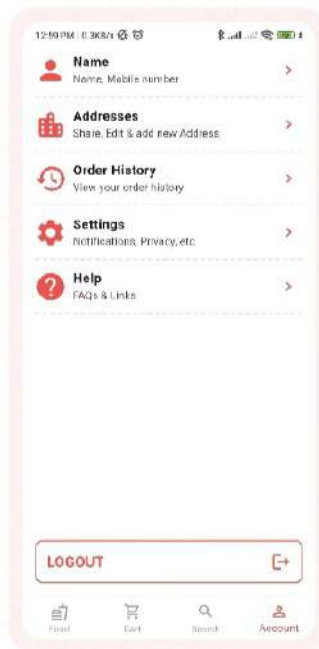 12:59 PM | 0.3KB/s
Name
Name, Mobile number
Addresses
Share, Edit & add new Address
Order History
View your order history
Settings
Notifications, Privacy, etc
Help
FAQs & Links
LOGOUT
Food Cart Search Account